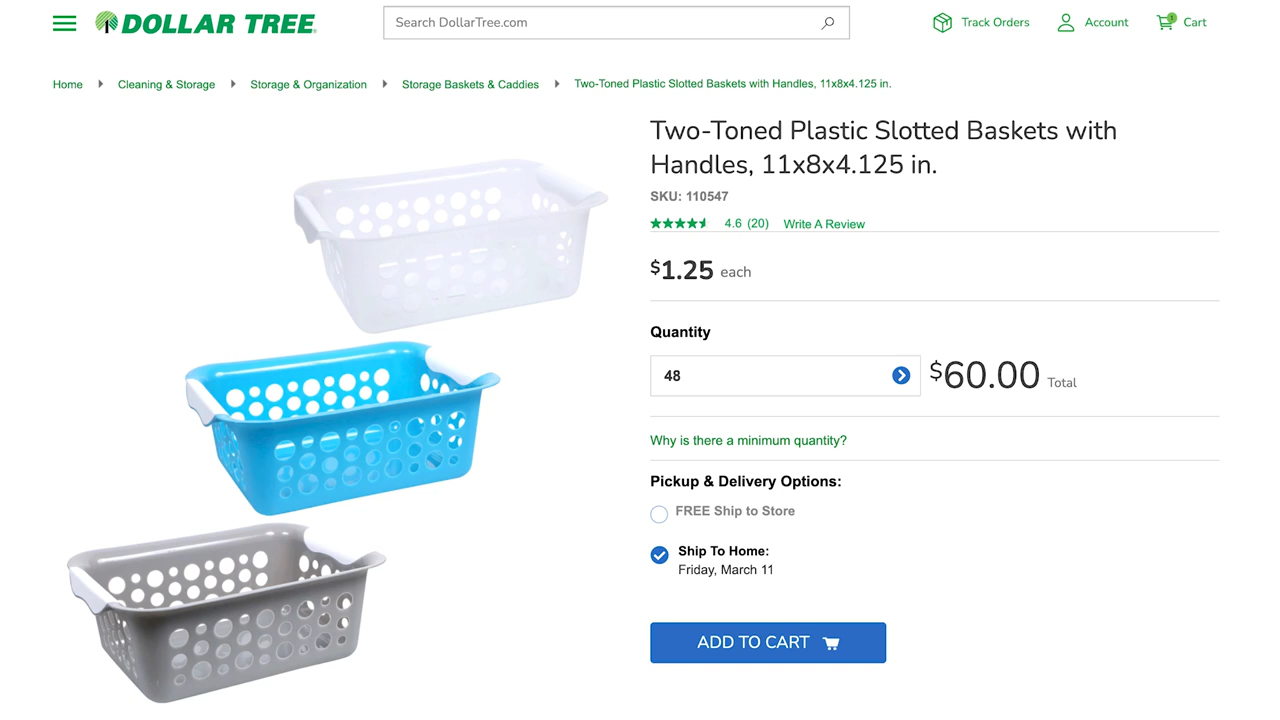 DOLLAR TREE
Search DollarTree.com
Track Orders
Account
1
Cart
Home
Cleaning & Storage
Storage & Organization
Storage Baskets & Caddies
Two-Toned Plastic Slotted Baskets with Handles, 11x8x4.125 in.
Two-Toned Plastic Slotted Baskets with
Handles, 11x8x4.125 in.
SKU: 110547
4.6 (20) Write A Review
$1.25 each
Quantity
48
$60.00 Total
Why is there a minimum quantity?
Pickup & Delivery Options:
FREE Ship to Store
Ship To Home:
Friday, March 11
ADD TO CART